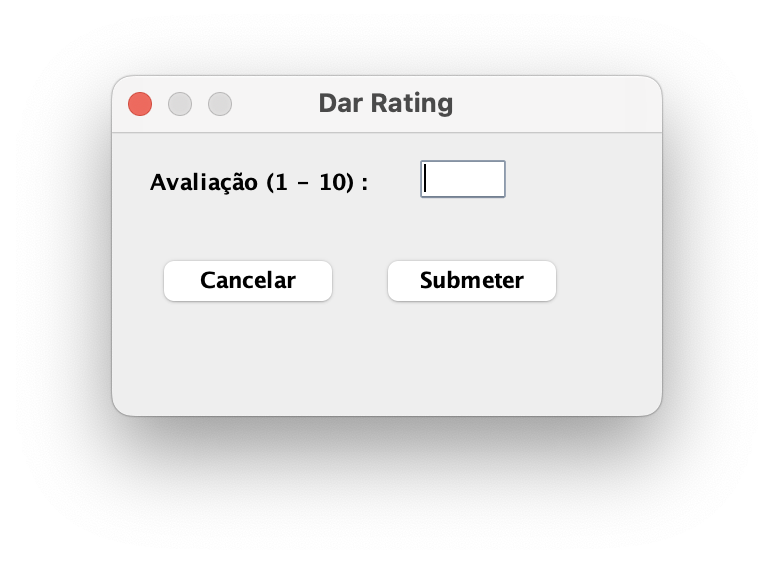 Dar Rating
Avaliação (1 - 10) :
Cancelar
Submeter